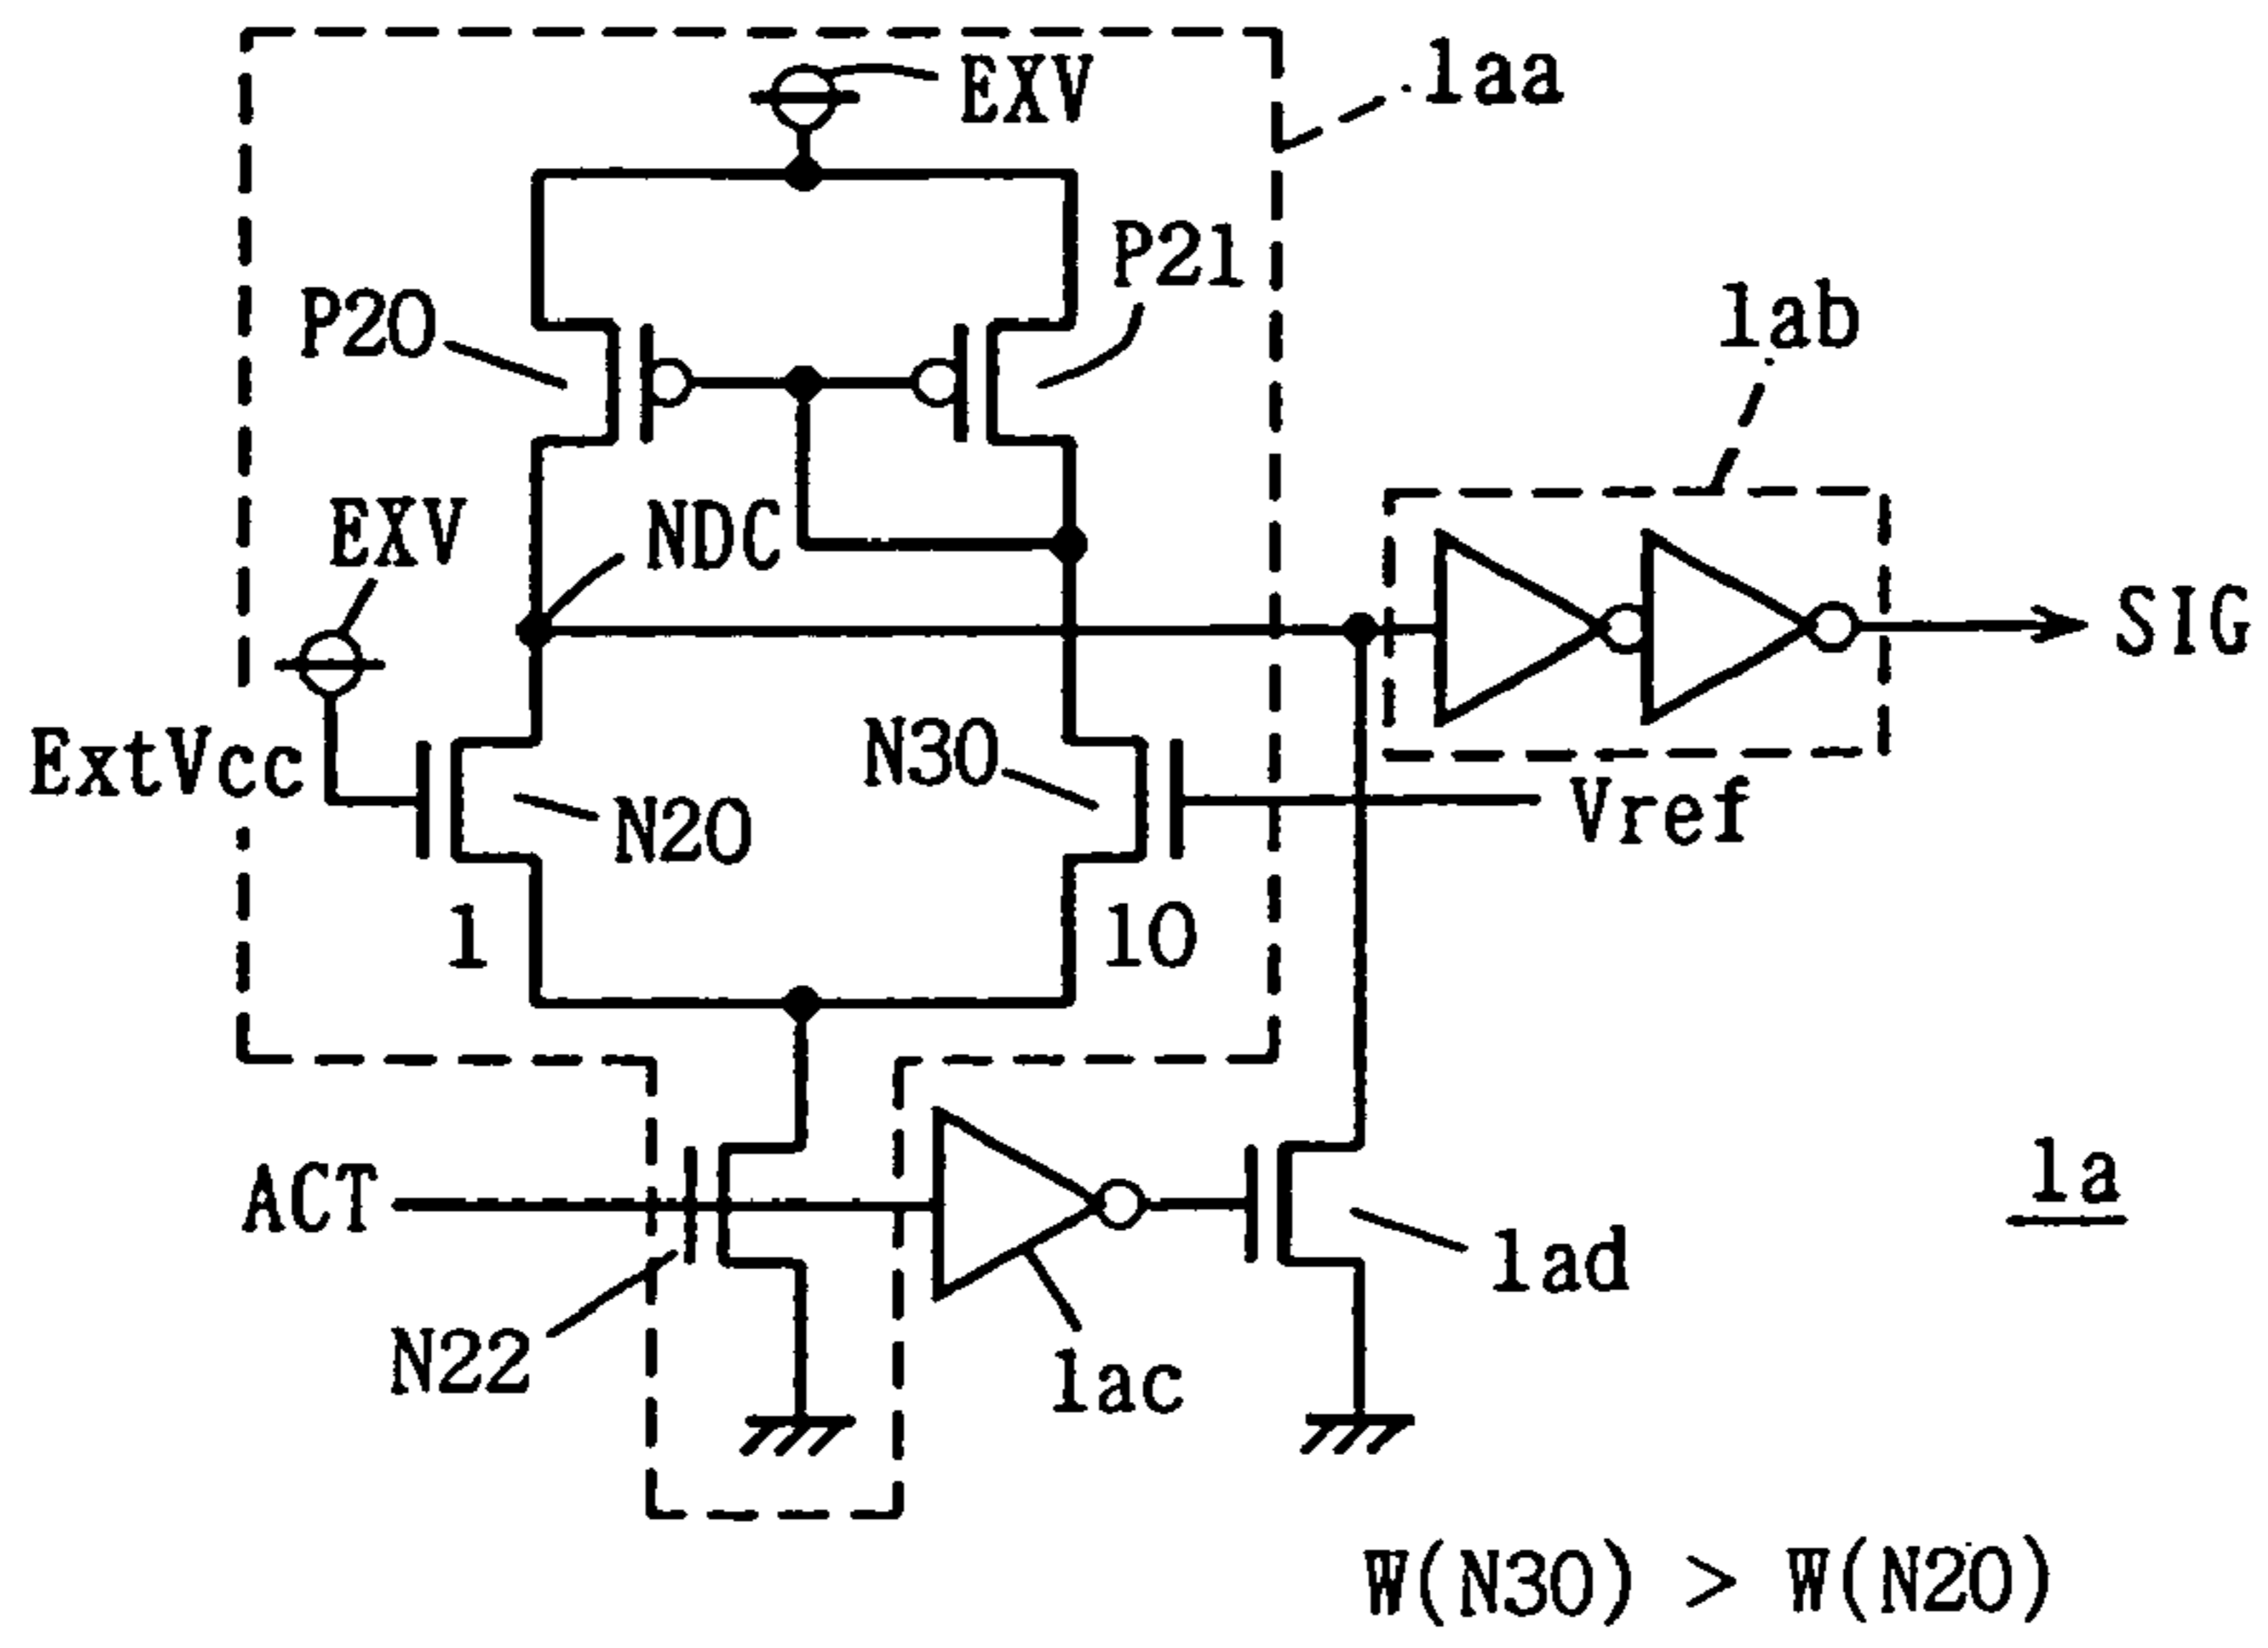 EXV
1aa
P21
P20
1ab
EXV
NDC
SIG
ExtVcc
N30
N20
Vref
1
10
ACT
1a
1ad
N22
1ac
W(N30) > W(N20)